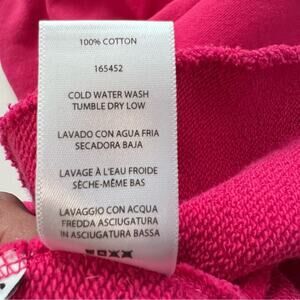 100% COTTON
165452
COLD WATER WASH
TUMBLE DRY LOW
LAVADO CON AGUA FRIA
SECADORA BAJA
LAVAGE À L'EAU FROIDE
SÈCHE-MÊME BAS
LAVAGGIO CON ACQUA
FREDDA ASCIUGATURA
IN ASCIUGATURA BASSA